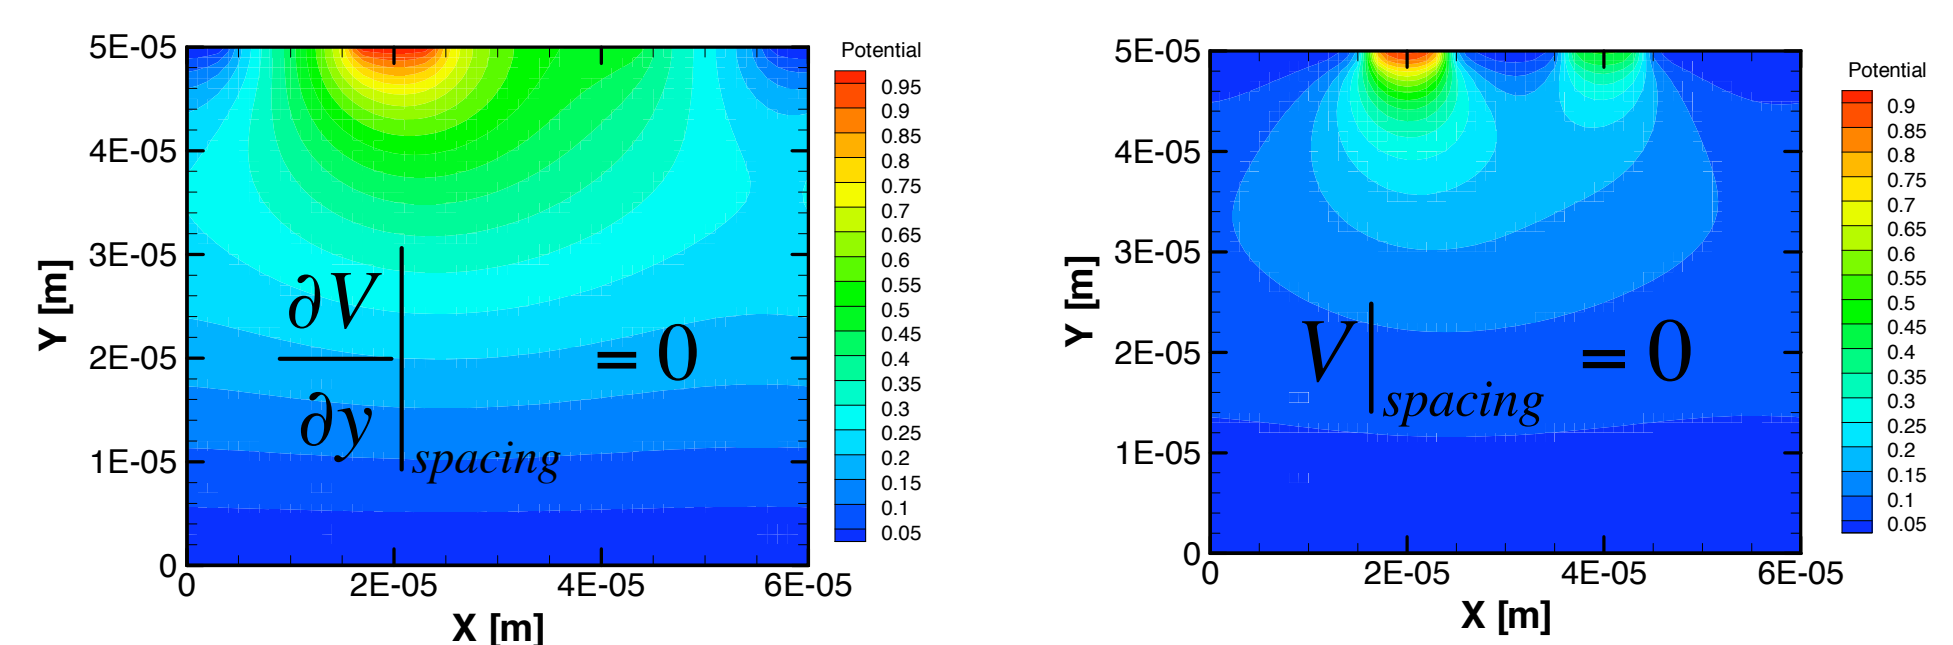 5E-05
4E-05
3E-05
2E-05
1E-05
0
Y [m]
0 2E-05 4E-05 6E-05
X [m]
∂V
∂y
spacing
= 0
Potential
0.95
0.9
0.85
0.8
0.75
0.7
0.65
0.6
0.55
0.5
0.45
0.4
0.35
0.3
0.25
0.2
0.15
0.1
0.05
5E-05
4E-05
3E-05
2E-05
1E-05
0
Y [m]
0 2E-05 4E-05 6E-05
X [m]
V| = 0
spacing
Potential
0.9
0.85
0.8
0.75
0.7
0.65
0.6
0.55
0.5
0.45
0.4
0.35
0.3
0.25
0.2
0.15
0.1
0.05